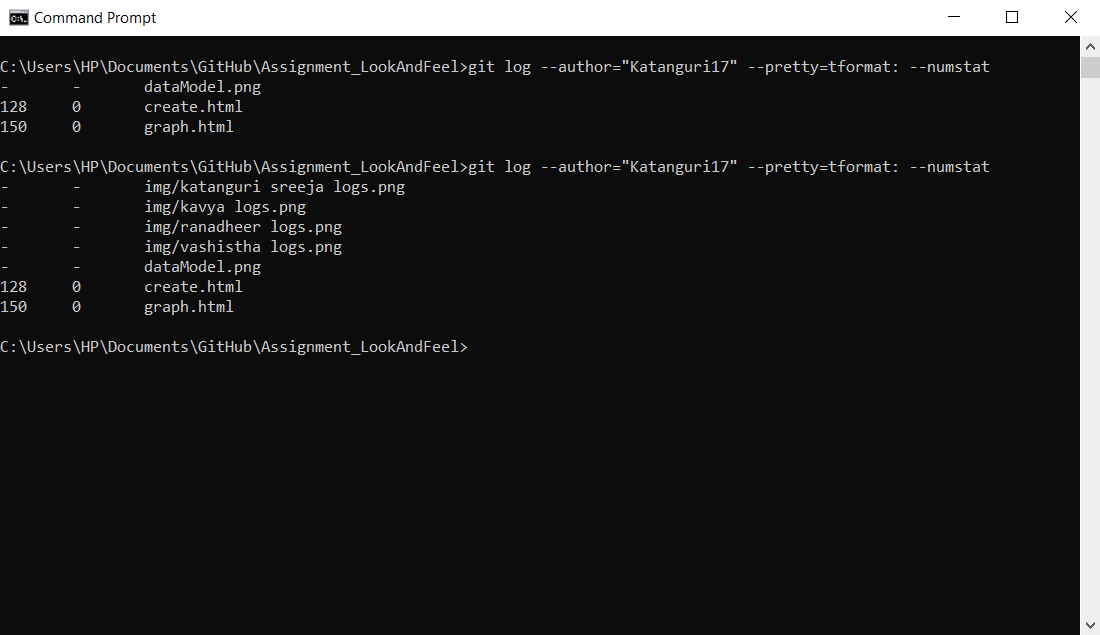 Command Prompt
C:\Users\HP\Documents\GitHub\Assignment_LookAndFeel>git log --author="Katanguri17" --pretty=tformat: --numstat
-       -       dataModel.png
128     0       create.html
150     0       graph.html
C:\Users\HP\Documents\GitHub\Assignment_LookAndFeel>git log --author="Katanguri17" --pretty=tformat: --numstat
-       -       img/katanguri sreeja logs.png
-       -       img/kavya logs.png
-       -       img/ranadheer logs.png
-       -       img/vashistha logs.png
-       -       dataModel.png
128     0       create.html
150     0       graph.html
C:\Users\HP\Documents\GitHub\Assignment_LookAndFeel>